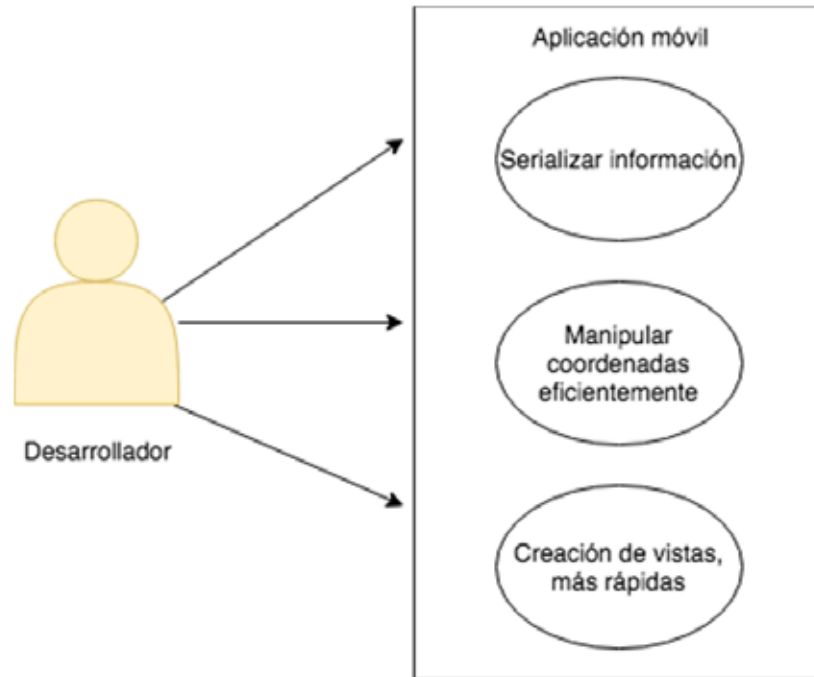 Aplicación móvil
Serializar información
Manipular
coordenadas
eficientemente
Desarrollador
Creación de vistas,
más rápidas